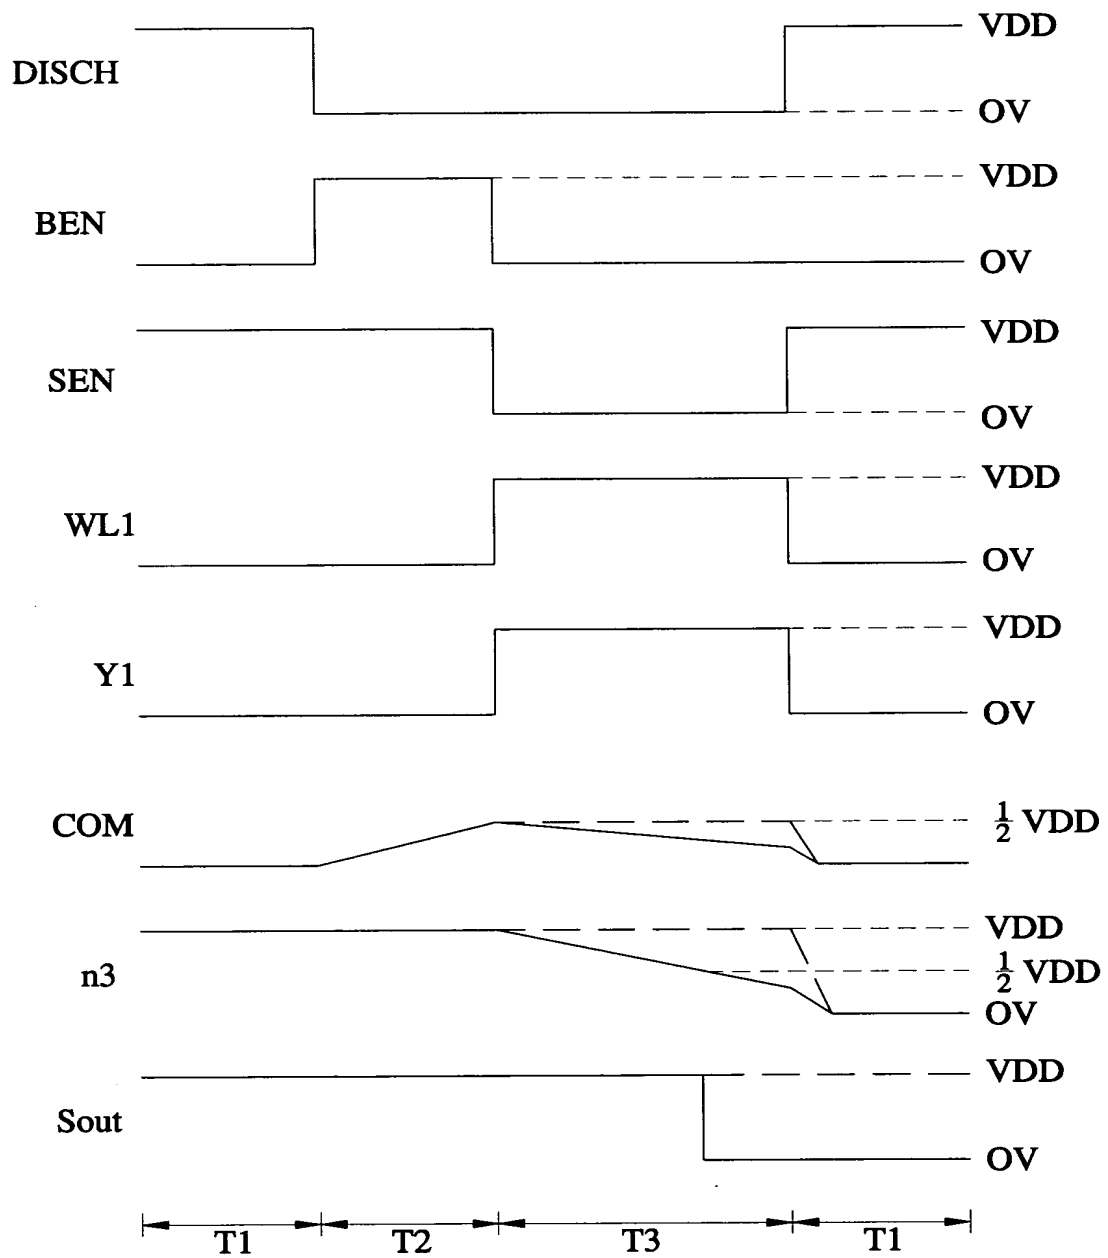 VDD
DISCH
OV
VDD
BEN
OV
VDD
SEN
OV
VDD
WL1
OV
VDD
Y1
OV
COM
1/2 VDD
VDD
n3
1/2 VDD
OV
VDD
Sout
OV
T1 T2 T3 T1